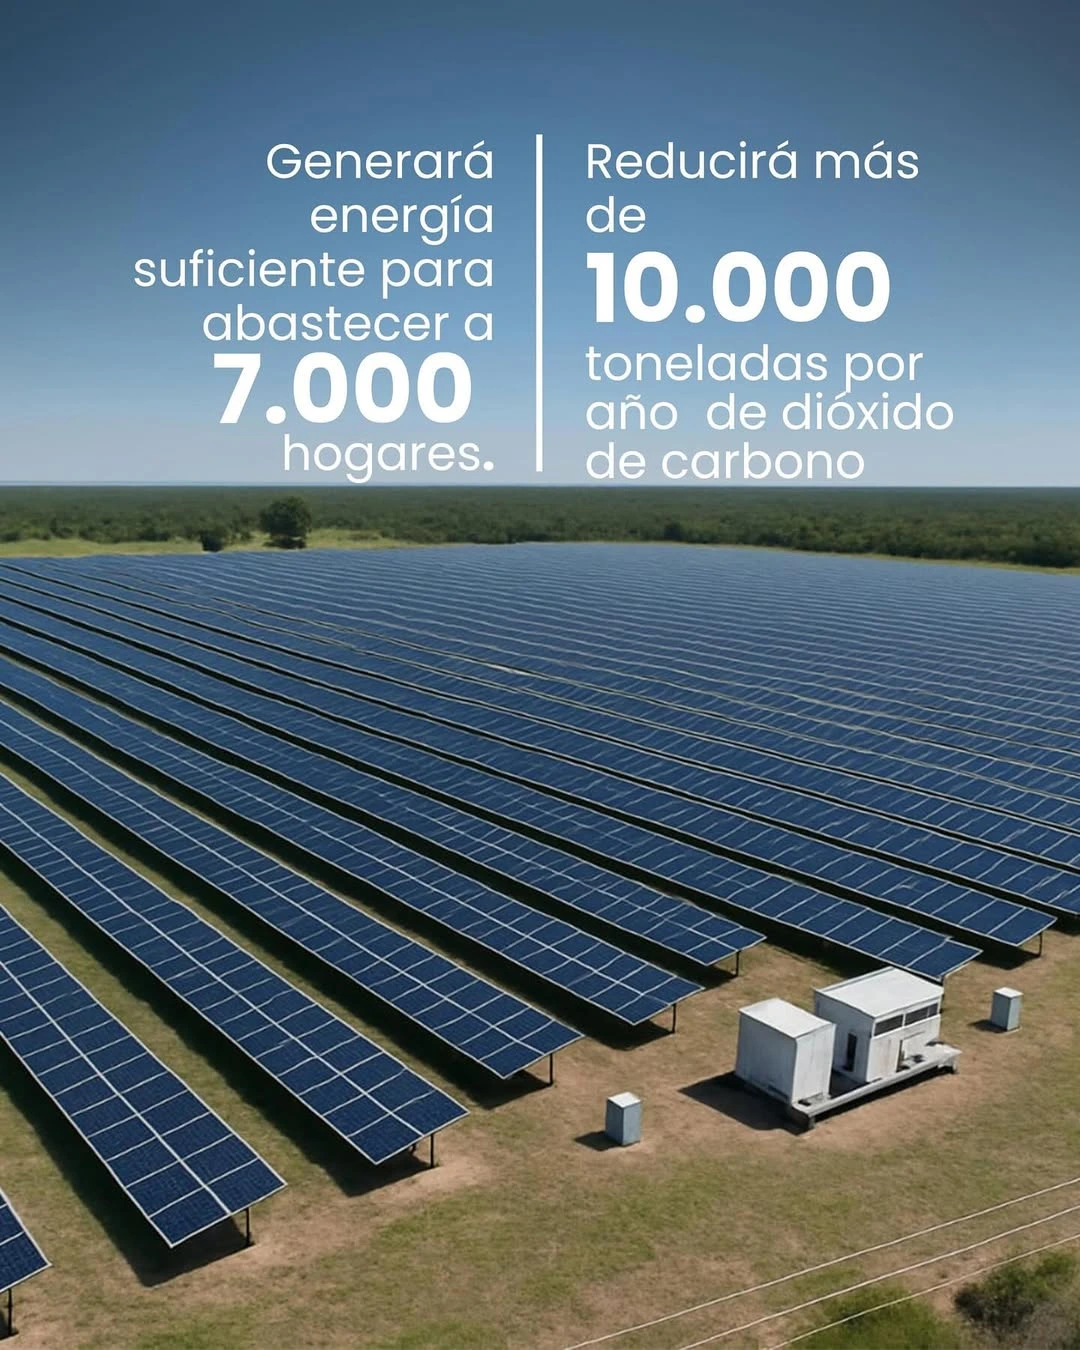 Generará
energía
suficiente para
abastecer a
7.000
hogares.
Reducirá más
de
10.000
toneladas por
año  de dióxido
de carbono